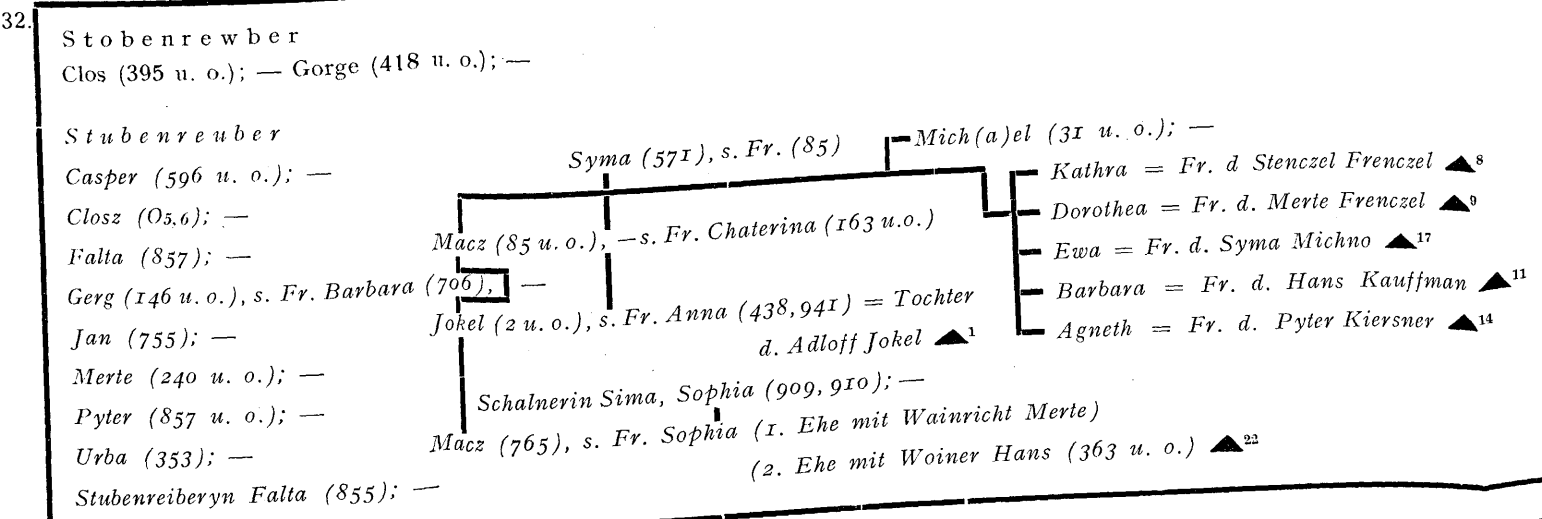 32.
Stobenrewber
Clos (395 u. o.); — Gorge (418 u. o.); —
Stubenreuber
Casper (596 u. o.); —
Closz (O5,6); —
Falta (857); —
Gerg (146 u. o.), s. Fr. Barbara (706), —
Jan (755); —
Merte (240 u. o.); —
Pyter (857 u. o.); —
Urba (353); —
Stubenreiberyn Falta (855); —
Syma (571), s. Fr. (85)
Macz (85 u. o.), — s. Fr. Chaterina (163 u.o.)
Jokel (2 u. o.), s. Fr. Anna (438, 941) = Tochter
d. Adloff Jokel ▲1
Schalnerin Sima, Sophia (909, 910); —
Macz (765), s. Fr. Sophia (1. Ehe mit Wainricht Merte)
(2. Ehe mit Woiner Hans (363 u. o.) ▲22
Mich(a)el (31 u. o.); —
Kathra = Fr. d Stenczel Frenczel ▲8
Dorothea = Fr. d. Merte Frenczel ▲9
Ewa = Fr. d. Syma Michno ▲17
Barbara = Fr. d. Hans Kauffman ▲11
Agneth = Fr. d. Pyter Kiersner ▲14